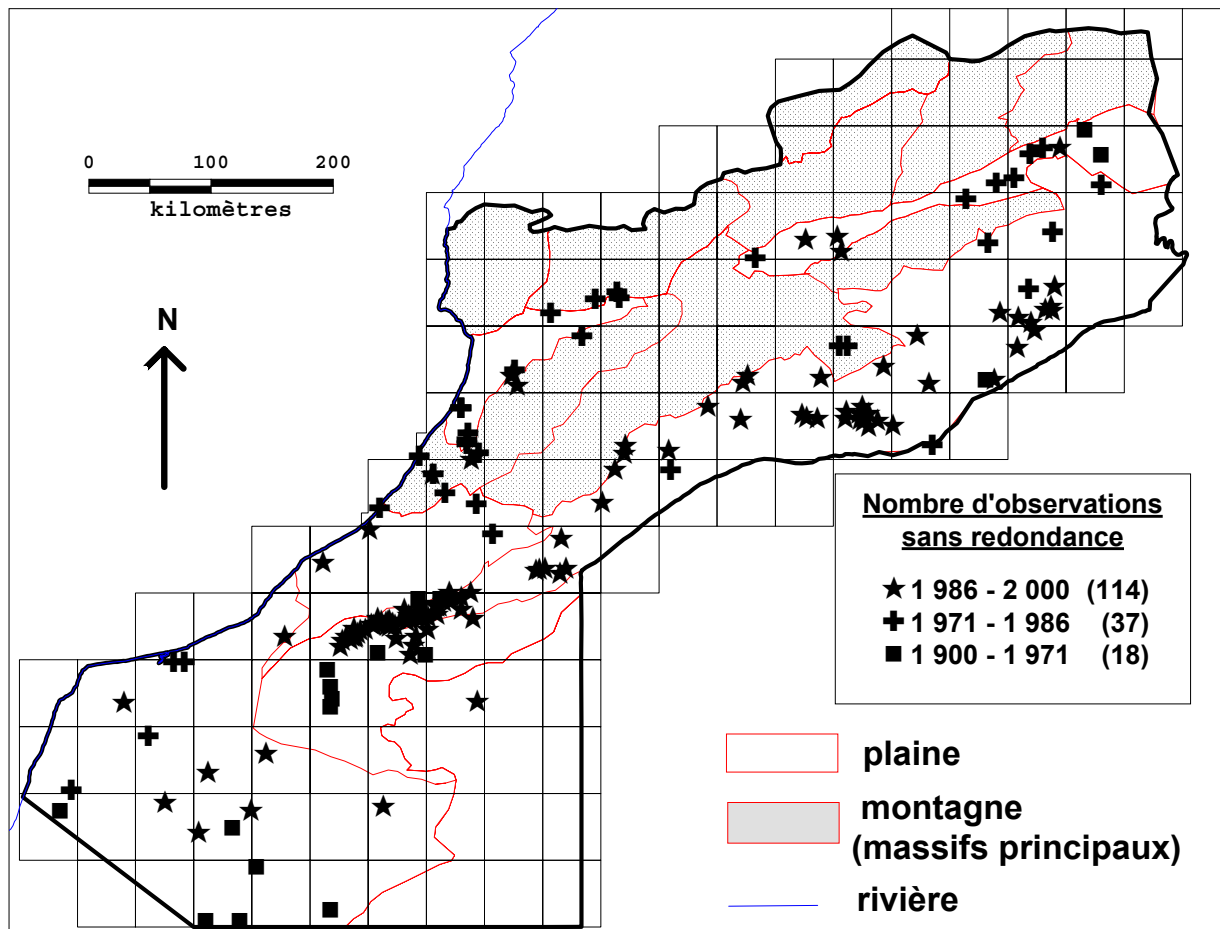 0 100 200
kilomètres
N
Nombre d'observations
sans redondance
1 986 - 2 000 (114)
1 971 - 1 986 (37)
1 900 - 1 971 (18)
plaine
montagne
(massifs principaux)
rivière